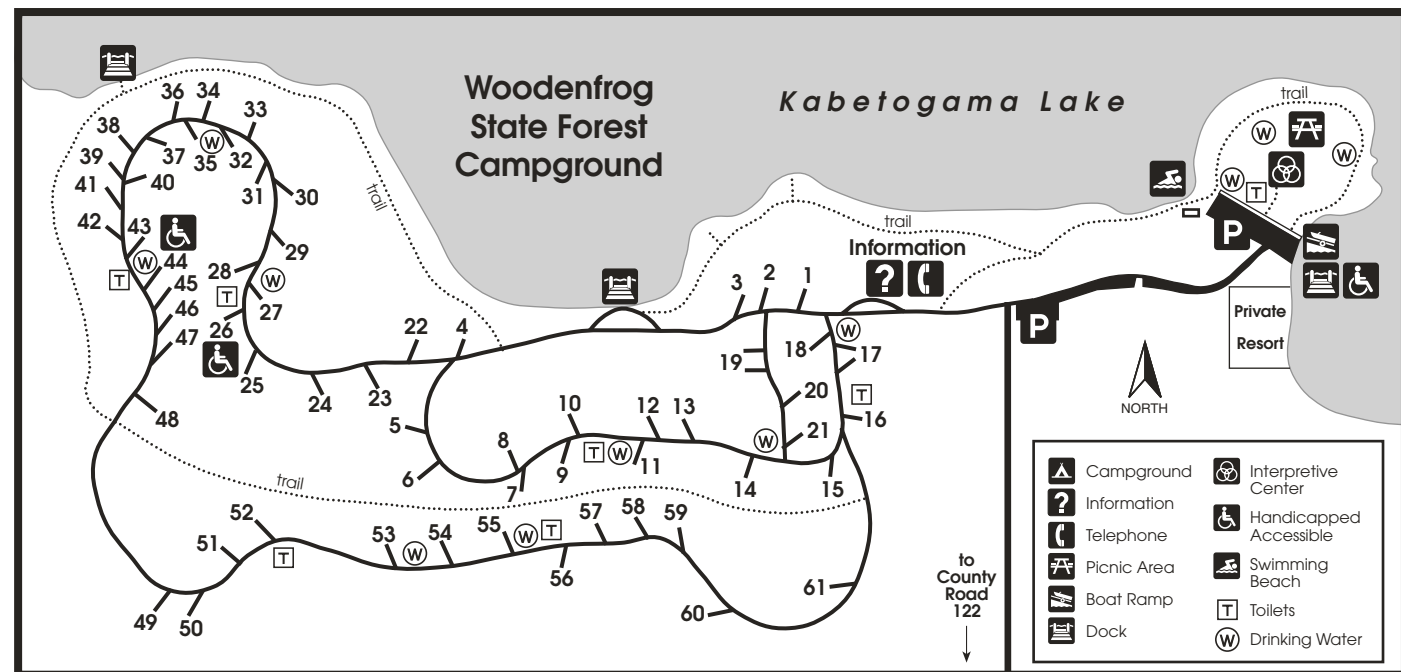 Woodenfrog
State Forest
Campground
Kabetogama Lake
trail
trail
trail
trail
Information
?
P
P
Private
Resort
NORTH
to
County
Road
122
36
34
33
38
37
35
32
39
40
31
30
41
42
43
29
44
28
45
27
46
26
47
25
48
24
23
22
4
3
2
1
18
17
19
20
16
21
5
6
8
7
10
9
12
11
13
14
15
52
51
53
54
55
57
58
59
56
49
50
60
61
W
W
W
W
W
W
W
W
W
W
W
W
T
T
T
T
T
T
T
Campground
? Information
Telephone
Picnic Area
Boat Ramp
Dock
Interpretive
Center
Handicapped
Accessible
Swimming
Beach
T Toilets
W Drinking Water